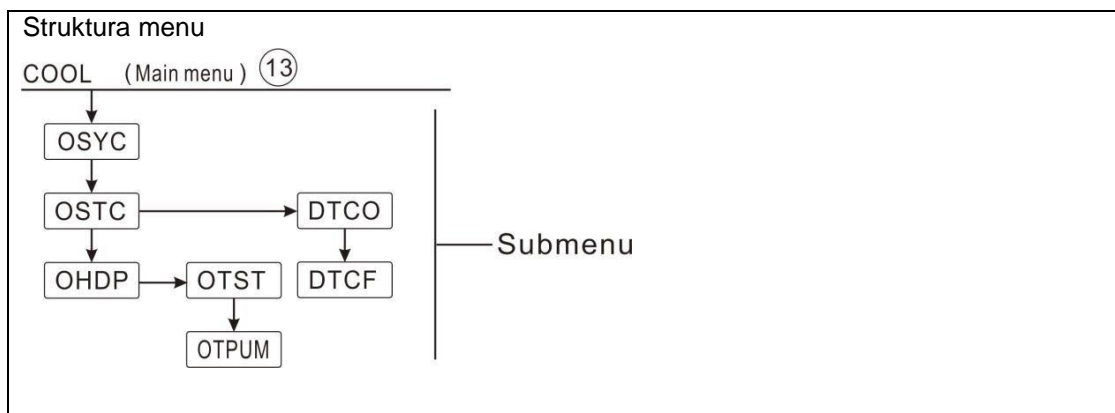 Struktura menu
COOL (Main menu) 13
OSYC
OSTC DTCO
Submenu
OHDP OTST DTCF
OTPUM